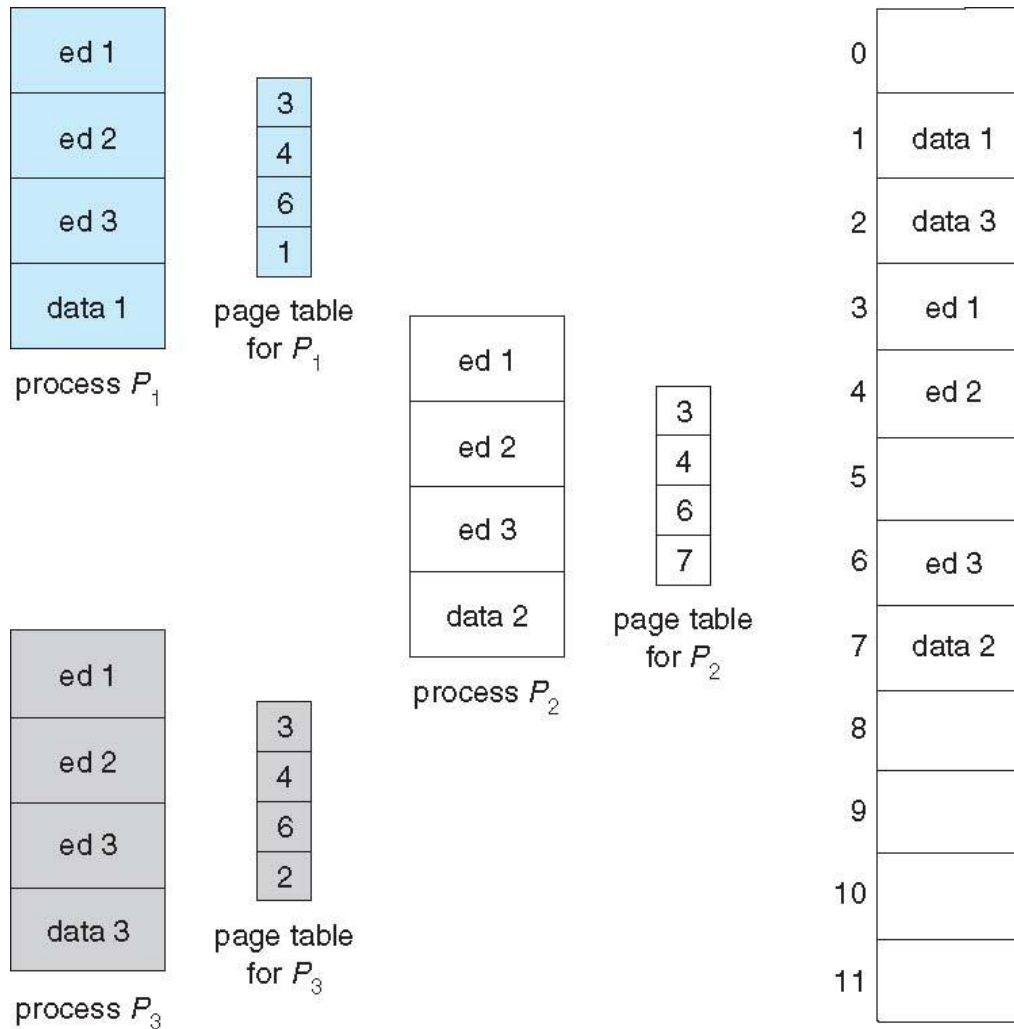 ed 1
ed 2
ed 3
data 1
process P1
3
4
6
1
page table
for P1
ed 1
ed 2
ed 3
data 2
process P2
3
4
6
7
page table
for P2
ed 1
ed 2
ed 3
data 3
process P3
3
4
6
2
page table
for P3
0
1 data 1
2 data 3
3 ed 1
4 ed 2
5
6 ed 3
7 data 2
8
9
10
11